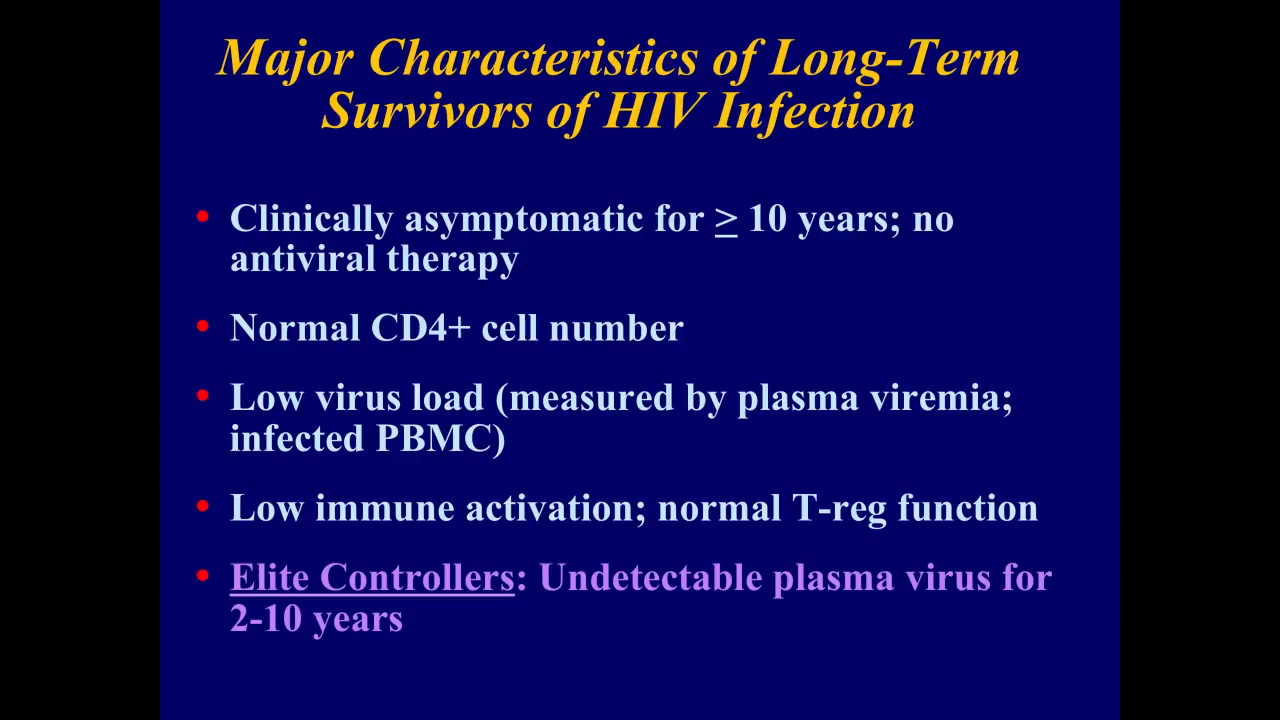 Major Characteristics of Long-Term
Survivors of HIV Infection
• Clinically asymptomatic for ≥ 10 years; no
antiviral therapy
• Normal CD4+ cell number
• Low virus load (measured by plasma viremia;
infected PBMC)
• Low immune activation; normal T-reg function
• Elite Controllers: Undetectable plasma virus for
2-10 years